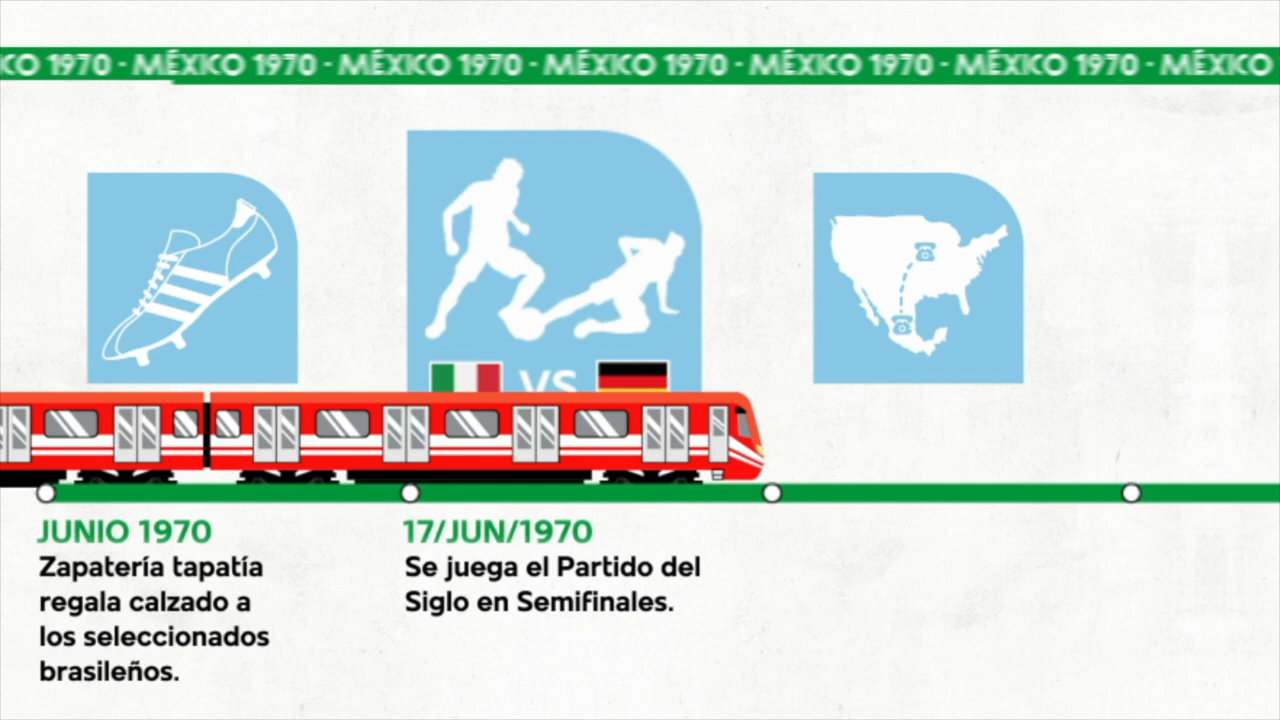 CO 1970 - MÉXICO 1970 - MÉXICO 1970 - MÉXICO 1970 - MÉXICO 1970 - MÉXICO 1970 - MÉXICO
VS
JUNIO 1970
Zapatería tapatía
regala calzado a
los seleccionados
brasileños.
17/JUN/1970
Se juega el Partido del
Siglo en Semifinales.